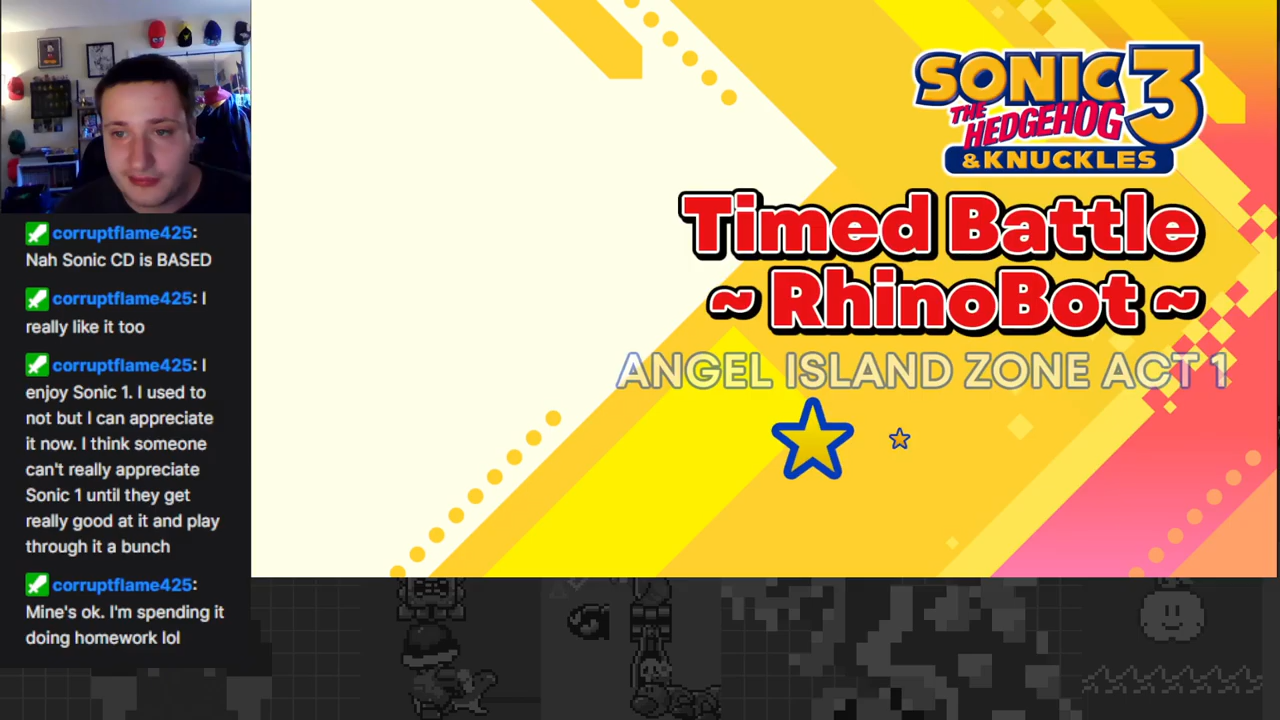 corruptflame425:
Nah Sonic CD is BASED
corruptflame425: I
really like it too
corruptflame425: I
enjoy Sonic 1. I used to
not but I can appreciate
it now. I think someone
can't really appreciate
Sonic 1 until they get
really good at it and play
through it a bunch
corruptflame425:
Mine's ok. I'm spending it
doing homework lol
SONIC 3
THE
HEDGEHOG
&KNUCKLES
Timed Battle
~ RhinoBot ~
ANGEL ISLAND ZONE ACT 1